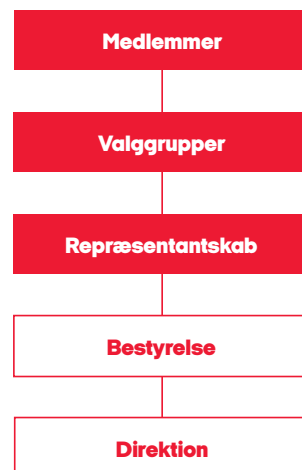 Medlemmer
Valggrupper
Repræsentantskab
Bestyrelse
Direktion